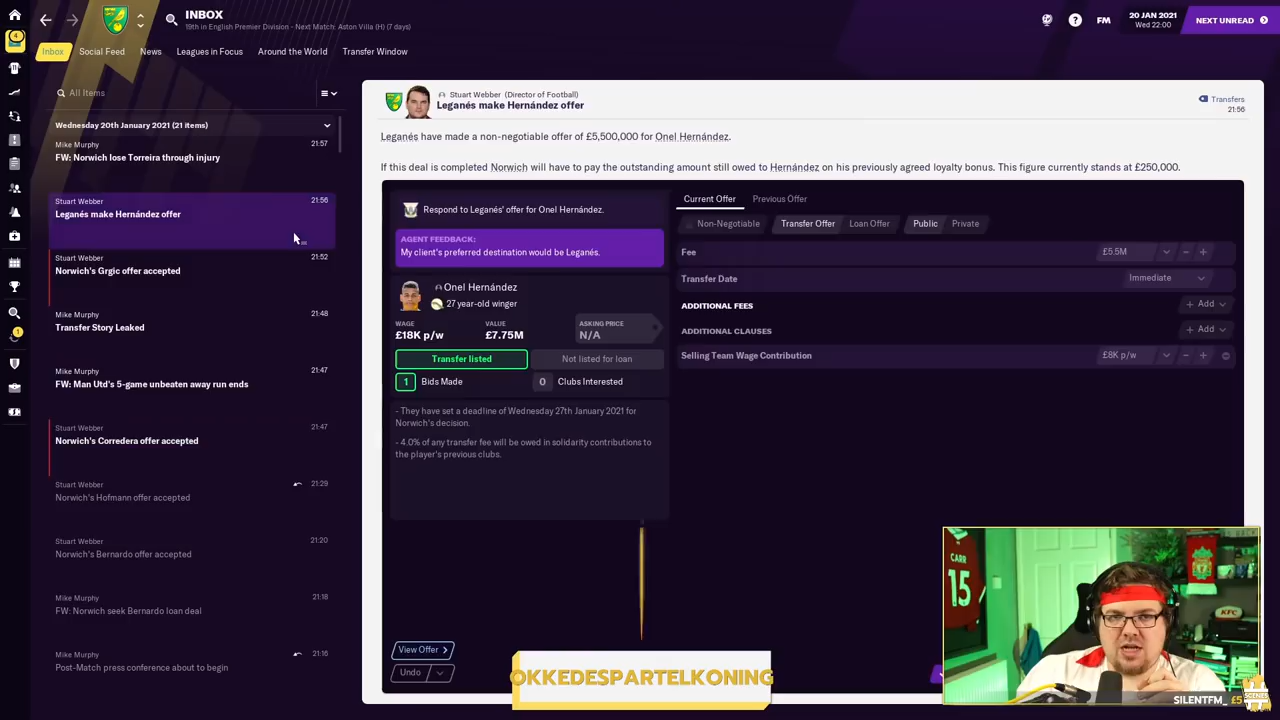 INBOX
19th in English Premier Division - Next Match: Aston Villa (H) (7 days)
FM
20 JAN 2021
Wed 22:00
NEXT UNREAD
4
Inbox
Social Feed
News
Leagues in Focus
Around the World
Transfer Window
All Items
Wednesday 20th January 2021 (21 items)
Mike Murphy
21:57
FW: Norwich lose Torreira through injury
Stuart Webber
21:56
Leganés make Hernández offer
Stuart Webber
21:52
Norwich's Grgic offer accepted
Mike Murphy
21:48
Transfer Story Leaked
Mike Murphy
21:47
FW: Man Utd's 5-game unbeaten away run ends
Stuart Webber
21:47
Norwich's Corredera offer accepted
Stuart Webber
21:29
Norwich's Hofmann offer accepted
Stuart Webber
21:20
Norwich's Bernardo offer accepted
Mike Murphy
21:18
FW: Norwich seek Bernardo loan deal
Mike Murphy
21:16
Post-Match press conference about to begin
Stuart Webber (Director of Football)
Leganés make Hernández offer
Transfers
21:56
Leganés have made a non-negotiable offer of £5,500,000 for Onel Hernández.
If this deal is completed Norwich will have to pay the outstanding amount still owed to Hernández on his previously agreed loyalty bonus. This figure currently stands at £250,000.
Respond to Leganés' offer for Onel Hernández.
AGENT FEEDBACK:
My client's preferred destination would be Leganés.
Onel Hernández
27 year-old winger
WAGE
£18K p/w
VALUE
£7.75M
ASKING PRICE
N/A
Transfer listed
Not listed for loan
1 Bids Made
0 Clubs Interested
- They have set a deadline of Wednesday 27th January 2021 for
Norwich's decision.
- 4.0% of any transfer fee will be owed in solidarity contributions to
the player's previous clubs.
Current Offer
Previous Offer
Non-Negotiable
Transfer Offer
Loan Offer
Public
Private
Fee
£5.5M
Transfer Date
Immediate
ADDITIONAL FEES
+ Add
ADDITIONAL CLAUSES
+ Add
Selling Team Wage Contribution
£8K p/w
View Offer
Undo
OKKEDESPARTELKONING
CARR
15
KFC
SILENTFM_ £5
SCENES